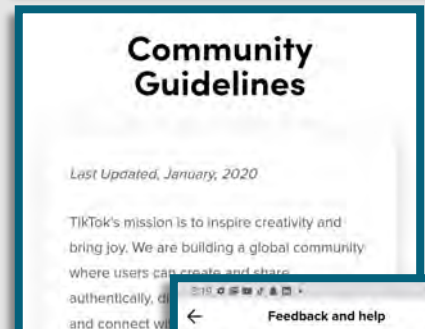 Community
Guidelines
Last Updated, January, 2020
TikTok's mission is to inspire creativity and
bring joy. We are building a global community
where users can create and share
authentically,
and connect
Feedback and help